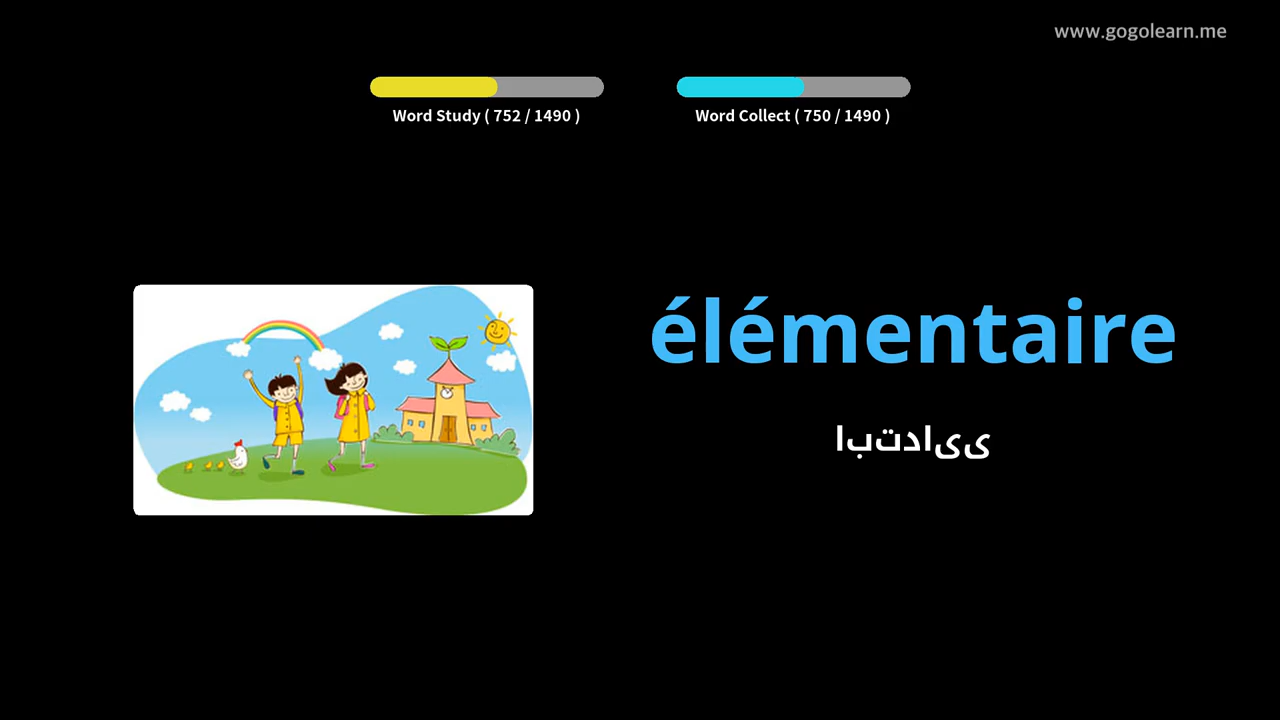 www.gogolearn.me
Word Study ( 752 / 1490 )
Word Collect ( 750 / 1490 )
élémentaire
ابتدایی